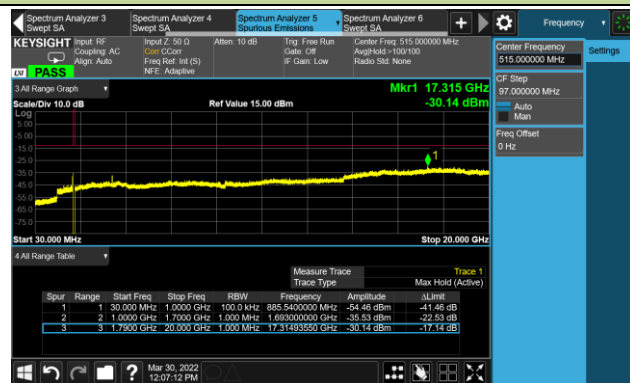 Spectrum Analyzer 3 Spectrum Analyzer 4 Spectrum Analyzer 5 Spectrum Analyzer 6 Frequency
Swept SA Swept SA Spurious Emissions Swept SA
KEYSIGHT Input: RF Input Z: 50 Ω Atten: 10 dB Trig: Free Run Center Freq: 515.000000 MHz
Coupling: AC Corr CCorr Gate: Off Avg|Hold:>100/100
Align: Auto Freq Ref: Int (S) IF Gain: Low Radio Std: None
NFE: Adaptive
LXI PASS
3 All Range Graph Mkr1 17.315 GHz
Scale/Div 10.0 dB Ref Value 15.00 dBm -30.14 dBm
Log
5.00
-5.00
-15.0
-25.0
-35.0
-45.0
-55.0
-65.0
-75.0
1
Start 30.000 MHz Stop 20.000 GHz
4 All Range Table
Measure Trace Trace 1
Trace Type Max Hold (Active)
Spur Range Start Freq Stop Freq RBW Frequency Amplitude ΔLimit
1 1 30.000 MHz 1.0000 GHz 100.0 kHz 885.5400000 MHz -54.46 dBm -41.46 dB
2 2 1.0000 GHz 1.7000 GHz 1.000 MHz 1.693000000 GHz -35.53 dBm -22.53 dB
3 3 1.7900 GHz 20.000 GHz 1.000 MHz 17.31493550 GHz -30.14 dBm -17.14 dB
Center Frequency
515.000000 MHz
CF Step
97.000000 MHz
Auto
Man
Freq Offset
0 Hz
Settings
Mar 30, 2022
12:07:12 PM